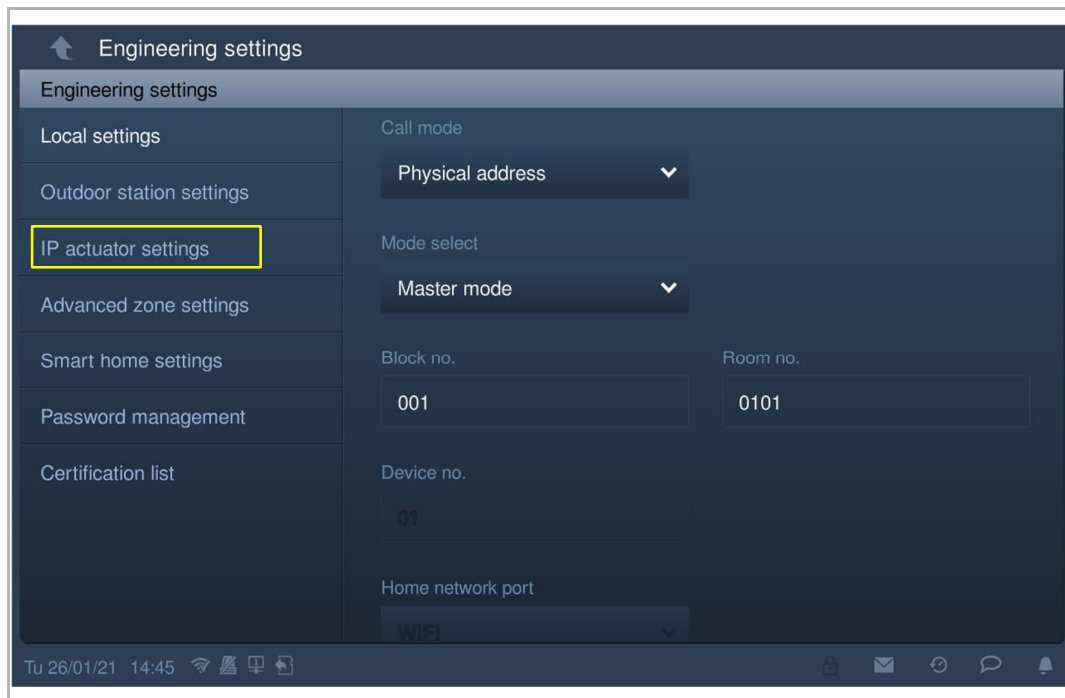 Engineering settings
Engineering settings
Local settings
Outdoor station settings
IP actuator settings
Advanced zone settings
Smart home settings
Password management
Certification list
Call mode
Physical address
Mode select
Master mode
Block no.
Room no.
001
0101
Device no.
01
Home network port
WIFI
Tu 26/01/21 14:45